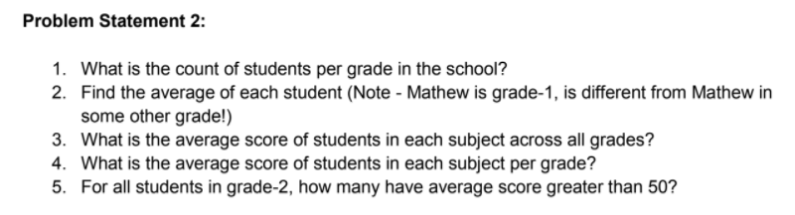 Problem Statement 2:
1. What is the count of students per grade in the school?
2. Find the average of each student (Note - Mathew is grade-1, is different from Mathew in
some other grade!)
3. What is the average score of students in each subject across all grades?
4. What is the average score of students in each subject per grade?
5. For all students in grade-2, how many have average score greater than 50?